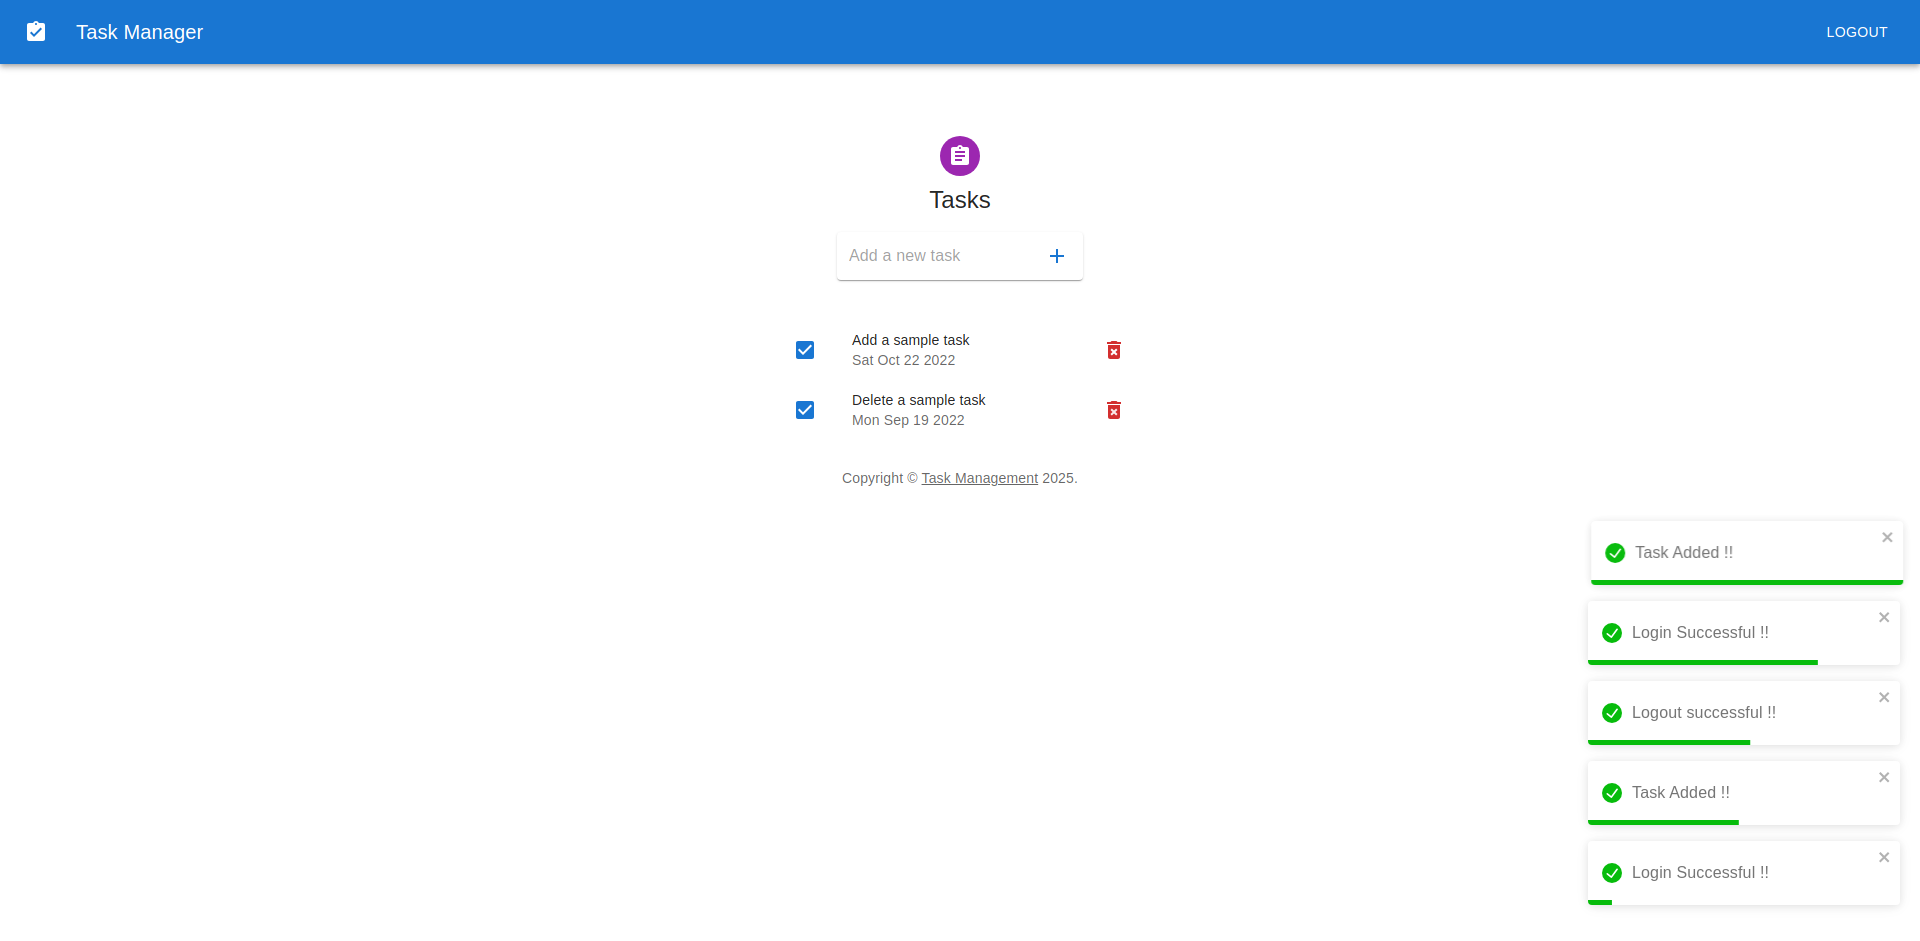 Task Manager
LOGOUT
Tasks
Add a new task
Add a sample task
Sat Oct 22 2022
Delete a sample task
Mon Sep 19 2022
Copyright © Task Management 2025.
Task Added !!
Login Successful !!
Logout successful !!
Task Added !!
Login Successful !!